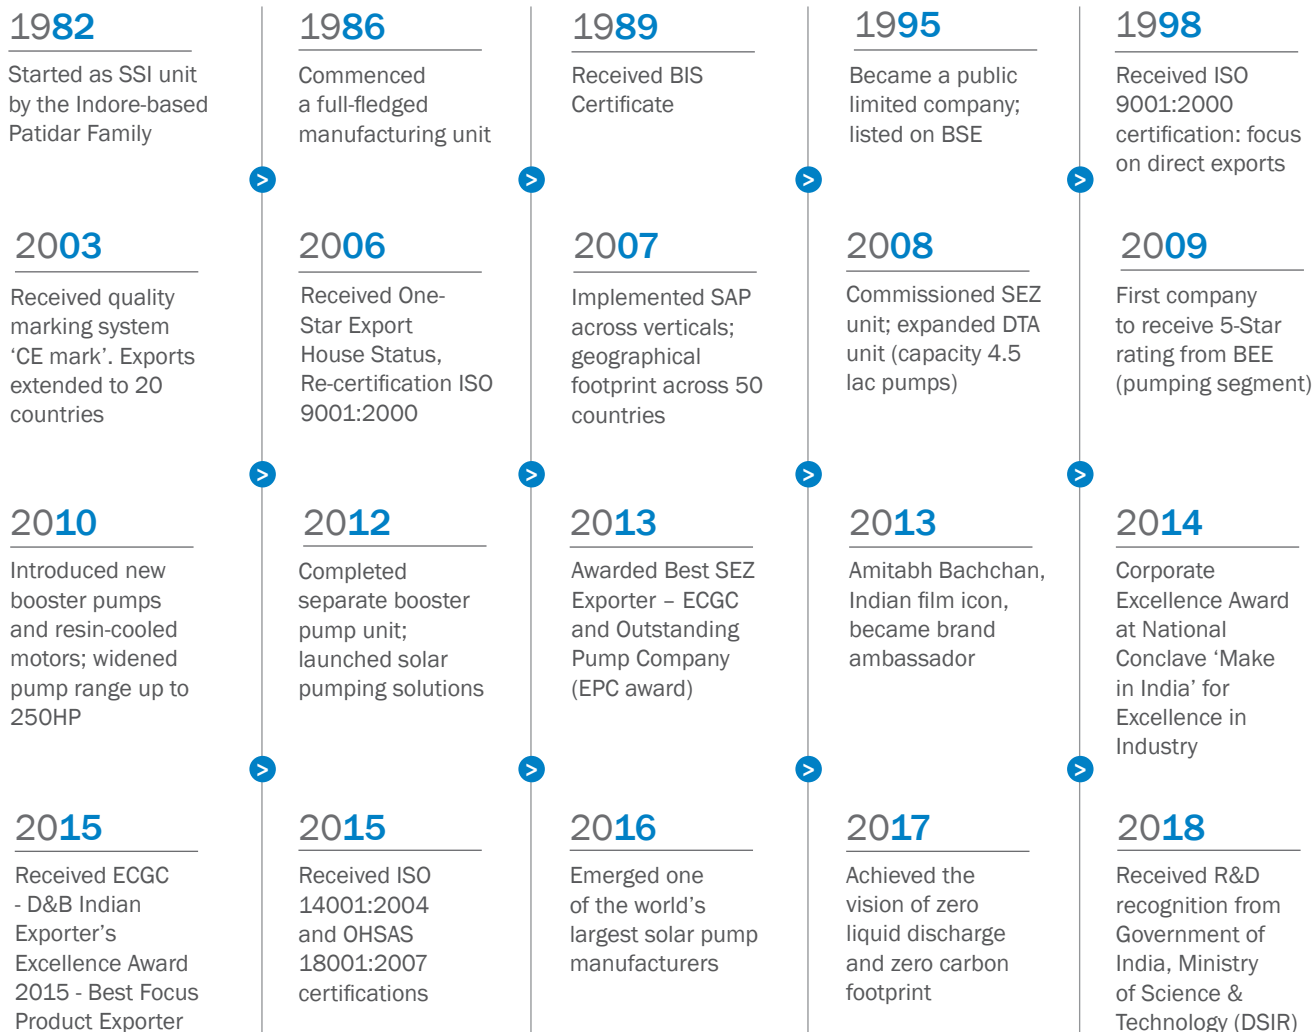 1982
Started as SSI unit
by the Indore-based
Patidar Family
1986
Commenced
a full-fledged
manufacturing unit
1989
Received BIS
Certificate
1995
Became a public
limited company;
listed on BSE
1998
Received ISO
9001:2000
certification: focus
on direct exports
2003
Received quality
marking system
‘CE mark’. Exports
extended to 20
countries
2006
Received One-
Star Export
House Status,
Re-certification ISO
9001:2000
2007
Implemented SAP
across verticals;
geographical
footprint across 50
countries
2008
Commissioned SEZ
unit; expanded DTA
unit (capacity 4.5
lac pumps)
2009
First company
to receive 5-Star
rating from BEE
(pumping segment)
2010
Introduced new
booster pumps
and resin-cooled
motors; widened
pump range up to
250HP
2012
Completed
separate booster
pump unit;
launched solar
pumping solutions
2013
Awarded Best SEZ
Exporter – ECGC
and Outstanding
Pump Company
(EPC award)
2013
Amitabh Bachchan,
Indian film icon,
became brand
ambassador
2014
Corporate
Excellence Award
at National
Conclave ‘Make
in India’ for
Excellence in
Industry
2015
Received ECGC
- D&B Indian
Exporter’s
Excellence Award
2015 - Best Focus
Product Exporter
2015
Received ISO
14001:2004
and OHSAS
18001:2007
certifications
2016
Emerged one
of the world’s
largest solar pump
manufacturers
2017
Achieved the
vision of zero
liquid discharge
and zero carbon
footprint
2018
Received R&D
recognition from
Government of
India, Ministry
of Science &
Technology (DSIR)